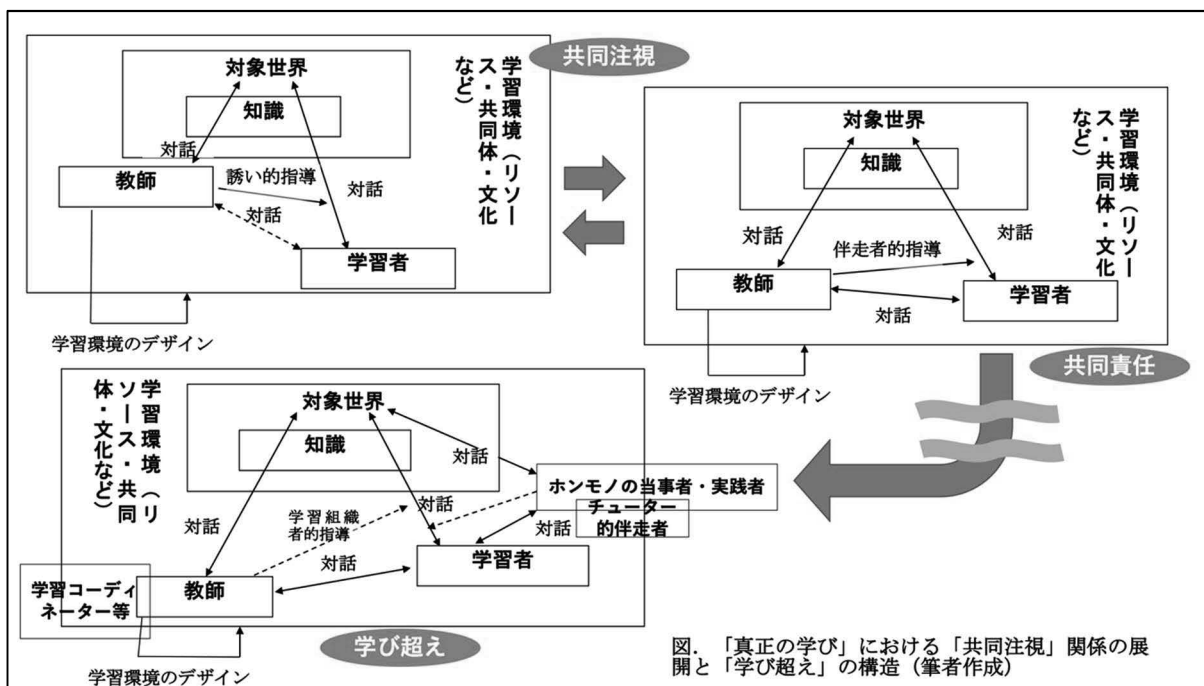 共同注視
対象世界
知識
対話
教師
誘い的指導
対話
対話
学習者
学習環境（リソー
ス・共同体・文化
など）
学習環境のデザイン
対象世界
知識
対話
対話
教師
伴走者的指導
対話
学習者
学習環境（リソー
ス・共同体・文化
など）
学習環境のデザイン
共同責任
学習環境（リ
ソース・共同
体・文化など）
対象世界
知識
対話
対話
対話
学習組織
者的指導
対話
対話
ホンモノの当事者・実践者
チューター
的伴走者
学習者
教師
学習コーディ
ネーター等
学習環境のデザイン
学び超え
図．「真正の学び」における「共同注視」関係の展
開と「学び超え」の構造（筆者作成）